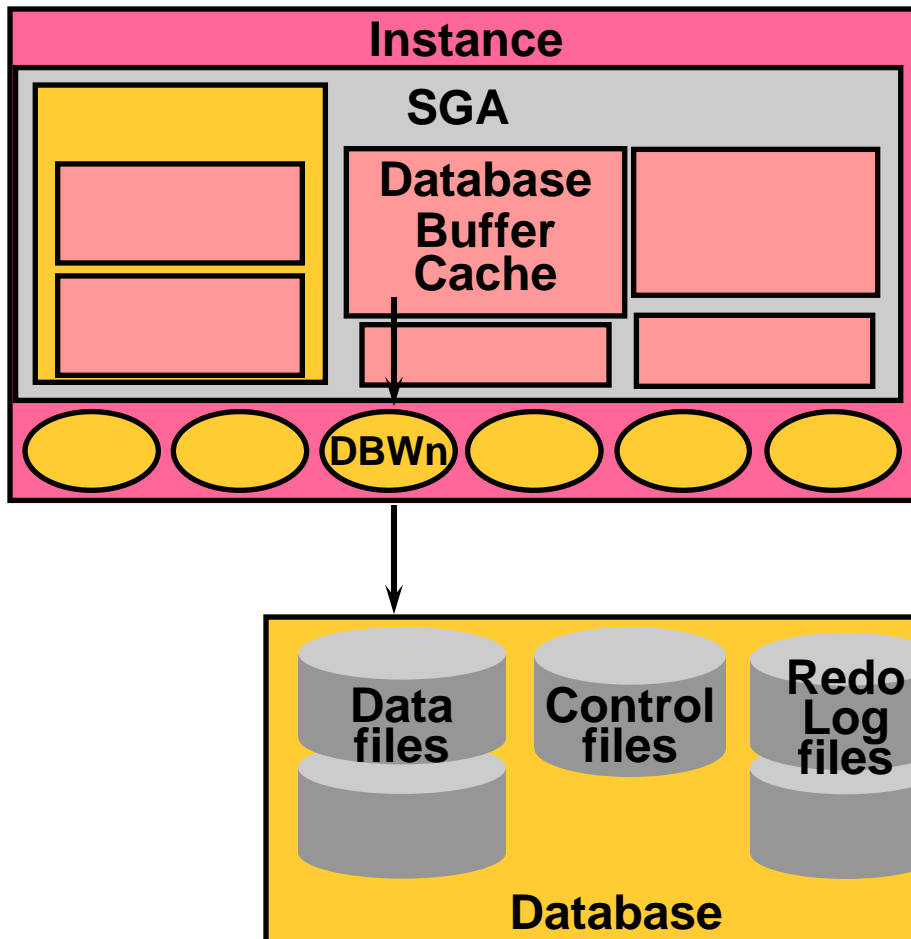 Instance
SGA
Database
Buffer
Cache
DBWn
Data
files
Control
files
Redo
Log
files
Database